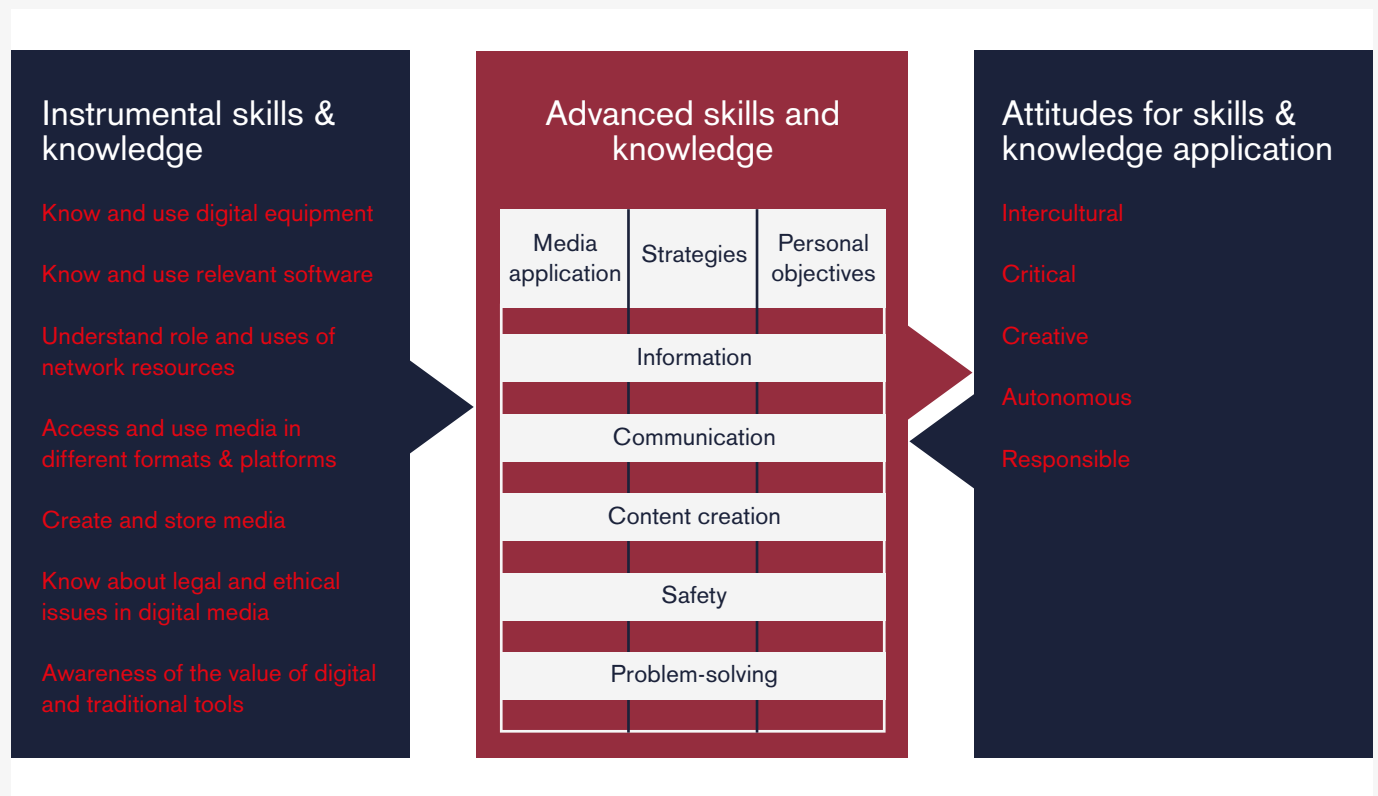 Instrumental skills &
knowledge
Know and use digital equipment
Know and use relevant software
Understand role and uses of
network resources
Access and use media in
different formats & platforms
Create and store media
Know about legal and ethical
issues in digital media
Awareness of the value of digital
and traditional tools
Advanced skills and
knowledge
Media
application
Strategies
Personal
objectives
Information
Communication
Content creation
Safety
Problem-solving
Attitudes for skills &
knowledge application
Intercultural
Critical
Creative
Autonomous
Responsible